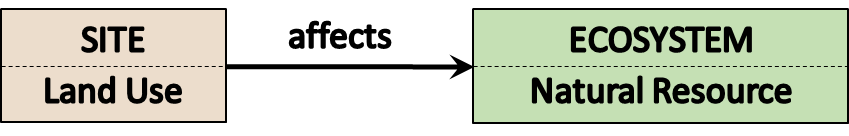 SITE
Land Use
affects
ECOSYSTEM
Natural Resource